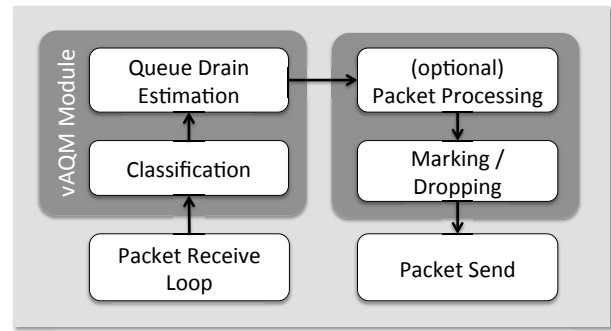 vAQM Module
Queue Drain
Estimation
Classification
Packet Receive
Loop
(optional)
Packet Processing
Marking /
Dropping
Packet Send